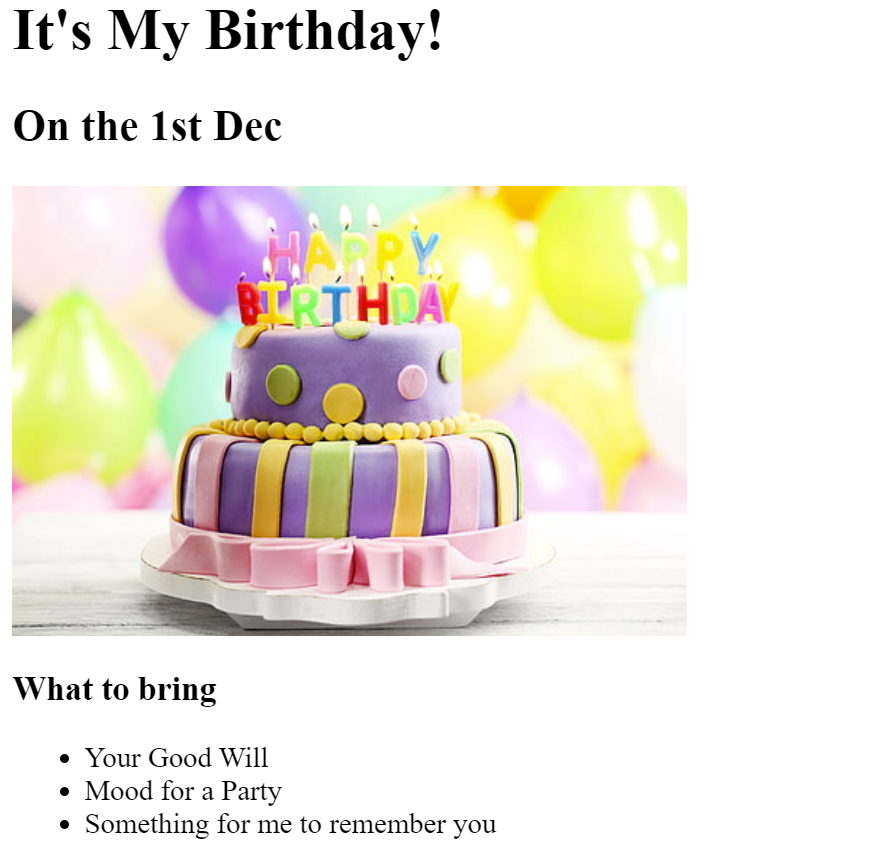 It's My Birthday!
On the 1st Dec
HAPPY
BIRTHDAY
What to bring
Your Good Will
Mood for a Party
Something for me to remember you